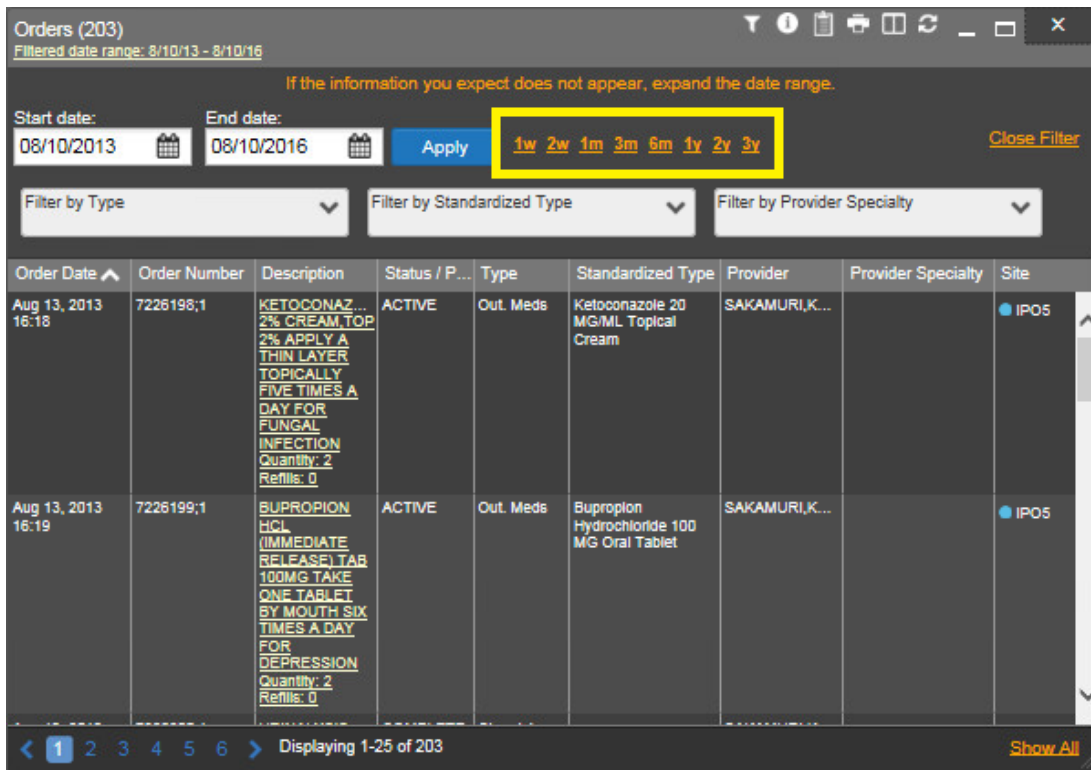 Orders (203)
Filtered date range: 8/10/13 - 8/10/16
If the information you expect does not appear, expand the date range.
Start date: End date:
08/10/2013 08/10/2016 Apply 1w 2w 1m 3m 6m 1y 2y 3y Close Filter
Filter by Type Filter by Standardized Type Filter by Provider Specialty
Order Date Order Number Description Status / P... Type Standardized Type Provider Provider Specialty Site
Aug 13, 2013 7226198;1 KETOCONAZ... ACTIVE Out. Meds Ketoconazole 20 SAKAMURI,K... IPO5
16:18 2% CREAM,TOP MG/ML Topical
2% APPLY A Cream
THIN LAYER
TOPICALLY
FIVE TIMES A
DAY FOR
FUNGAL
INFECTION
Quantity: 2
Refills: 0
Aug 13, 2013 7226199;1 BUPROPION ACTIVE Out. Meds Bupropion SAKAMURI,K... IPO5
16:19 HCL Hydrochloride 100
(IMMEDIATE MG Oral Tablet
RELEASE) TAB
100MG TAKE
ONE TABLET
BY MOUTH SIX
TIMES A DAY
FOR
DEPRESSION
Quantity: 2
Refills: 0
1 2 3 4 5 6 Displaying 1-25 of 203 Show All